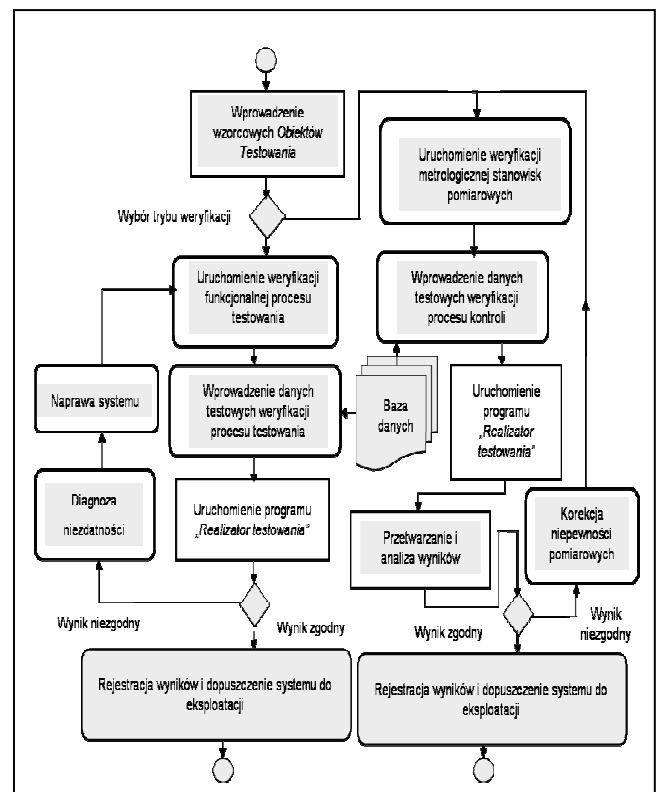 Wprowadzenie
wzorcowych Obiektów
Testowania
Wybór trybu weryfikacji
Uruchomienie weryfikacji
funkcjonalnej procesu
testowania
Wprowadzenie danych
testowych weryfikacji
procesu testowania
Naprawa systemu
Diagnoza
niezdatności
Uruchomienie programu
„Realizator testowania”
Wynik niezgodny
Wynik zgodny
Rejestracja wyników i dopuszczenie systemu do
eksploatacji
Uruchomienie weryfikacji
metrologicznej stanowisk
pomiarowych
Wprowadzenie danych
testowych weryfikacji
procesu kontroli
Baza
danych
Uruchomienie
programu
„Realizator
testowania”
Przetwarzanie i
analiza wyników
Korekcja
niepewności
pomiarowych
Wynik zgodny
Wynik
niezgodny
Rejestracja wyników i dopuszczenie systemu do
eksploatacji